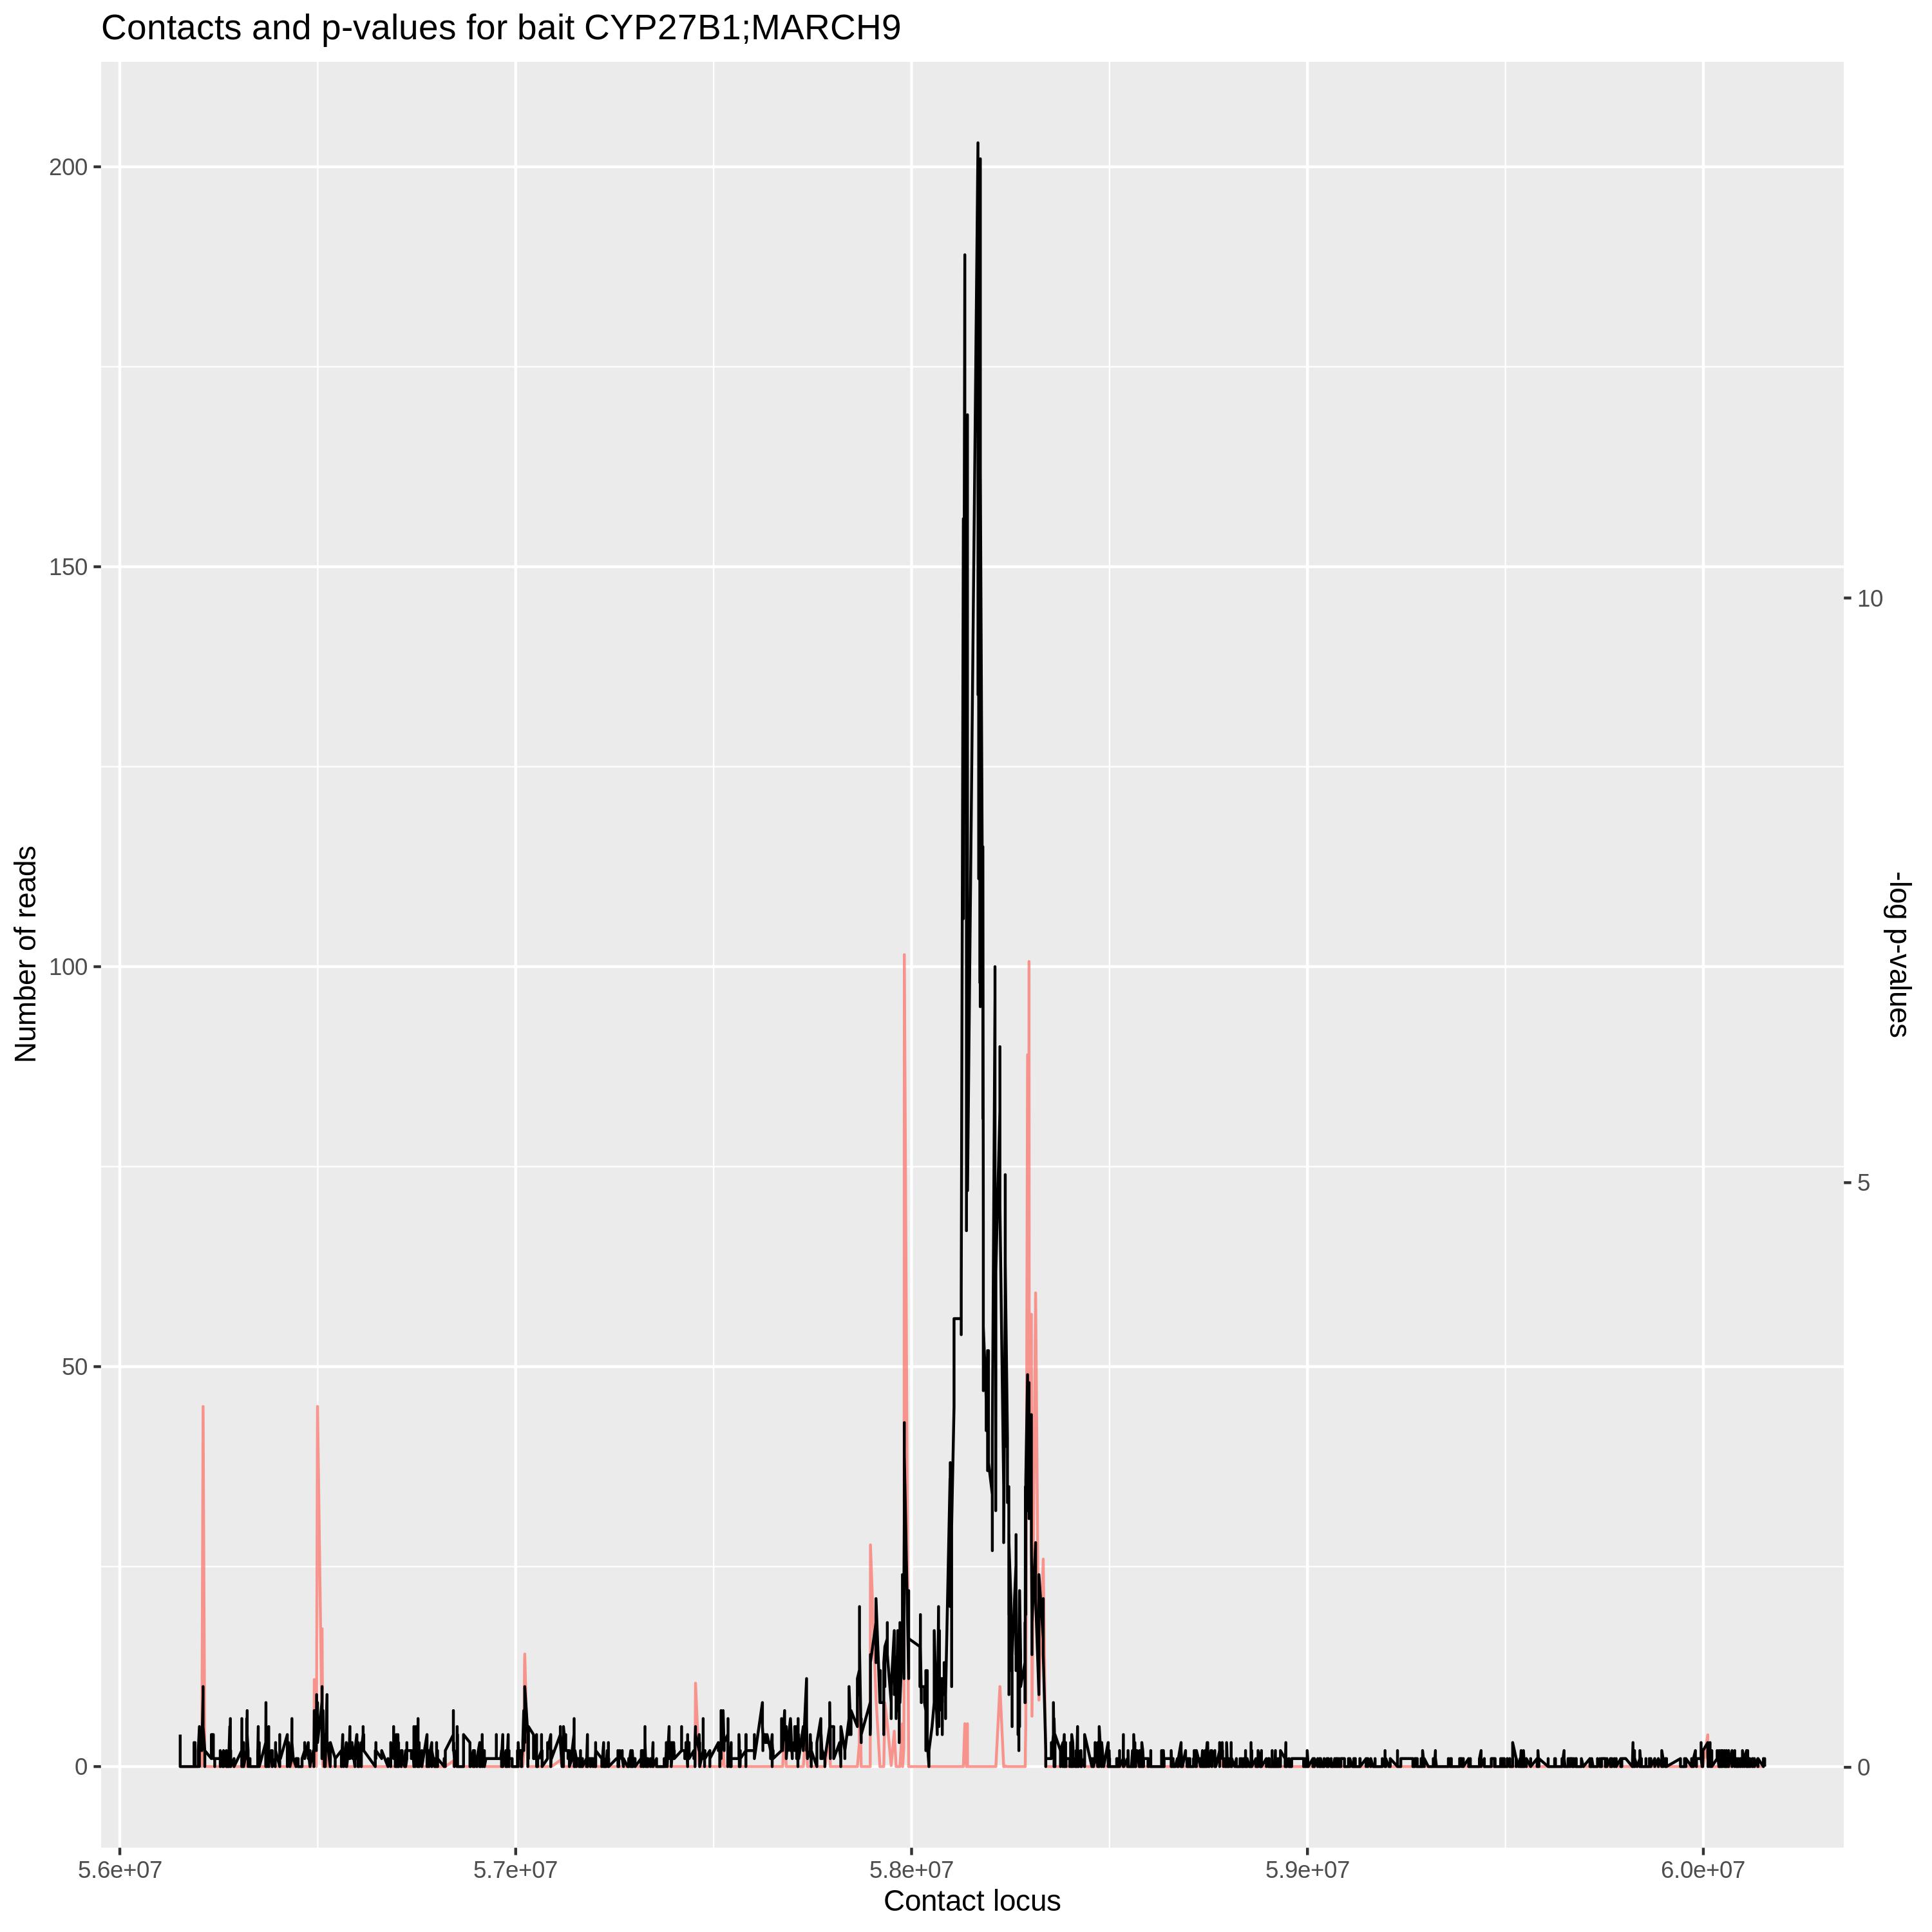 Contacts and p-values for bait CYP27B1;MARCH9
200
150
100
50
0
Number of reads
10
5
0
-log p-values
5.6e+07 5.7e+07 5.8e+07 5.9e+07 6.0e+07
Contact locus